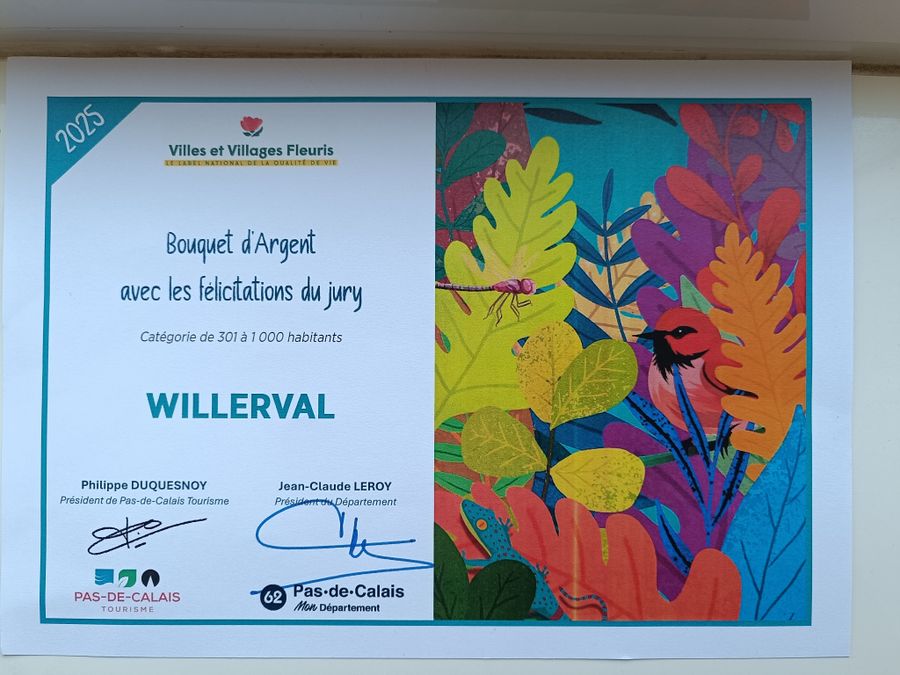 2025
Villes et Villages Fleuris
LE LABEL NATIONAL DE LA QUALITÉ DE VIE
Bouquet d'Argent
avec les félicitations du jury
Catégorie de 301 à 1 000 habitants
WILLERVAL
Philippe DUQUESNOY
Président de Pas-de-Calais Tourisme
Jean-Claude LEROY
Président du Département
PAS-DE-CALAIS
TOURISME
62 Pas-de-Calais
Mon Département